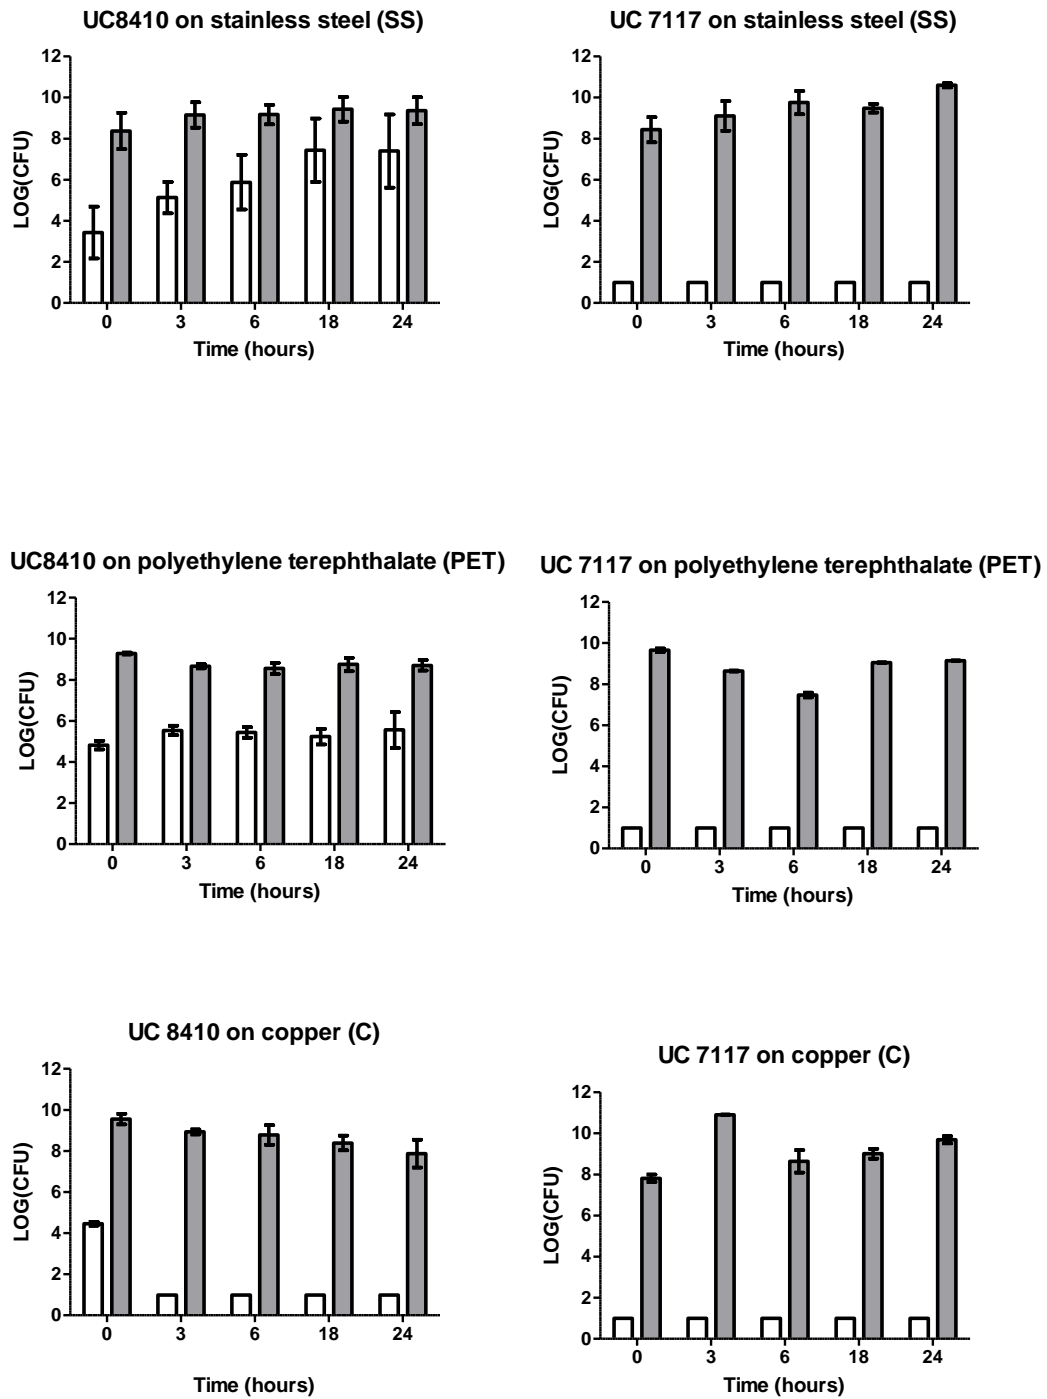 UC8410 on stainless steel (SS)
12
10
8
6
4
2
0
LOG(CFU)
0 3 6 18 24
Time (hours)
UC 7117 on stainless steel (SS)
12
10
8
6
4
2
0
LOG(CFU)
0 3 6 18 24
Time (hours)
UC8410 on polyethylene terephthalate (PET)
12
10
8
6
4
2
0
LOG(CFU)
0 3 6 18 24
Time (hours)
UC 7117 on polyethylene terephthalate (PET)
12
10
8
6
4
2
0
LOG(CFU)
0 3 6 18 24
Time (hours)
UC 8410 on copper (C)
12
10
8
6
4
2
0
LOG(CFU)
0 3 6 18 24
Time (hours)
UC 7117 on copper (C)
12
10
8
6
4
2
0
LOG(CFU)
0 3 6 18 24
Time (hours)